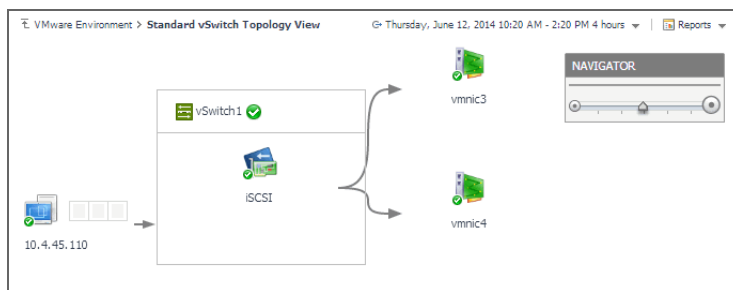 VMware Environment > Standard vSwitch Topology View
Thursday, June 12, 2014 10:20 AM - 2:20 PM 4 hours
Reports
NAVIGATOR
vmnic3
vSwitch1
iSCSI
vmnic4
10.4.45.110